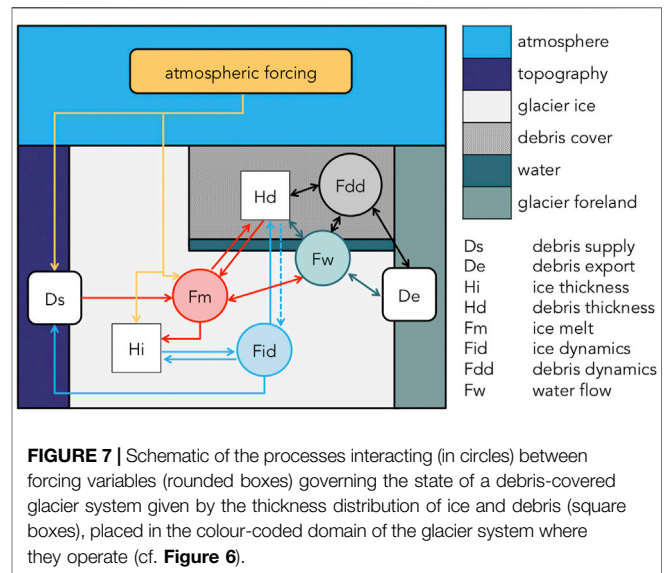 atmospheric forcing
Hd
Fdd
Fw
Ds
Fm
De
Hi
Fid
atmosphere
topography
glacier ice
debris cover
water
glacier foreland
Ds debris supply
De debris export
Hi ice thickness
Hd debris thickness
Fm ice melt
Fid ice dynamics
Fdd debris dynamics
Fw water flow
FIGURE 7 | Schematic of the processes interacting (in circles) between
forcing variables (rounded boxes) governing the state of a debris-covered
glacier system given by the thickness distribution of ice and debris (square
boxes), placed in the colour-coded domain of the glacier system where
they operate (cf. Figure 6).